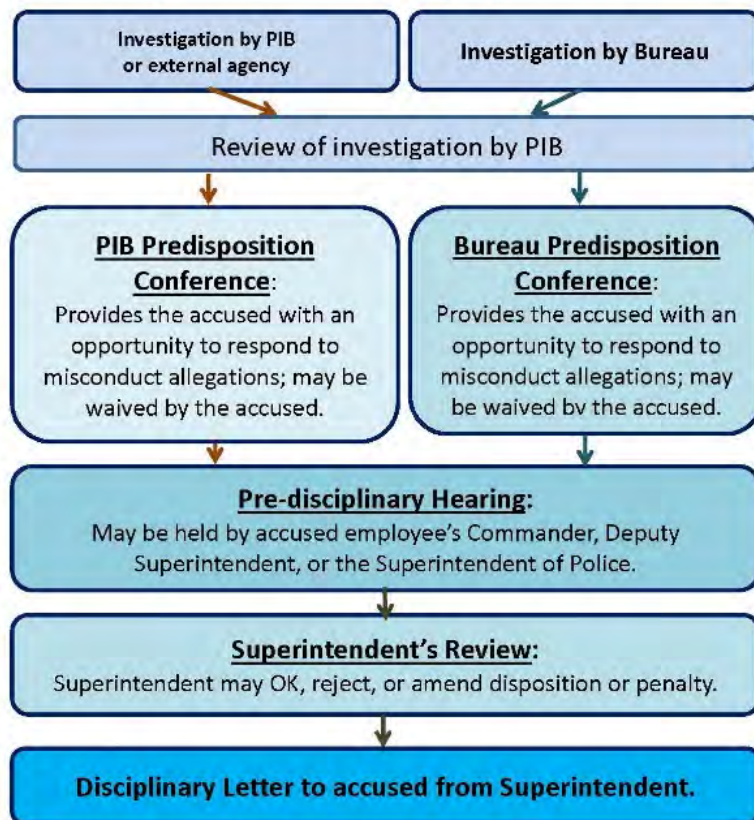 Investigation by PIB
or external agency
Investigation by Bureau
Review of investigation by PIB
PIB Predisposition
Conference:
Provides the accused with an
opportunity to respond to
misconduct allegations; may be
waived by the accused.
Bureau Predisposition
Conference:
Provides the accused with an
opportunity to respond to
misconduct allegations; may
be waived by the accused.
Pre-disciplinary Hearing:
May be held by accused employee's Commander, Deputy
Superintendent, or the Superintendent of Police.
Superintendent's Review:
Superintendent may OK, reject, or amend disposition or penalty.
Disciplinary Letter to accused from Superintendent.